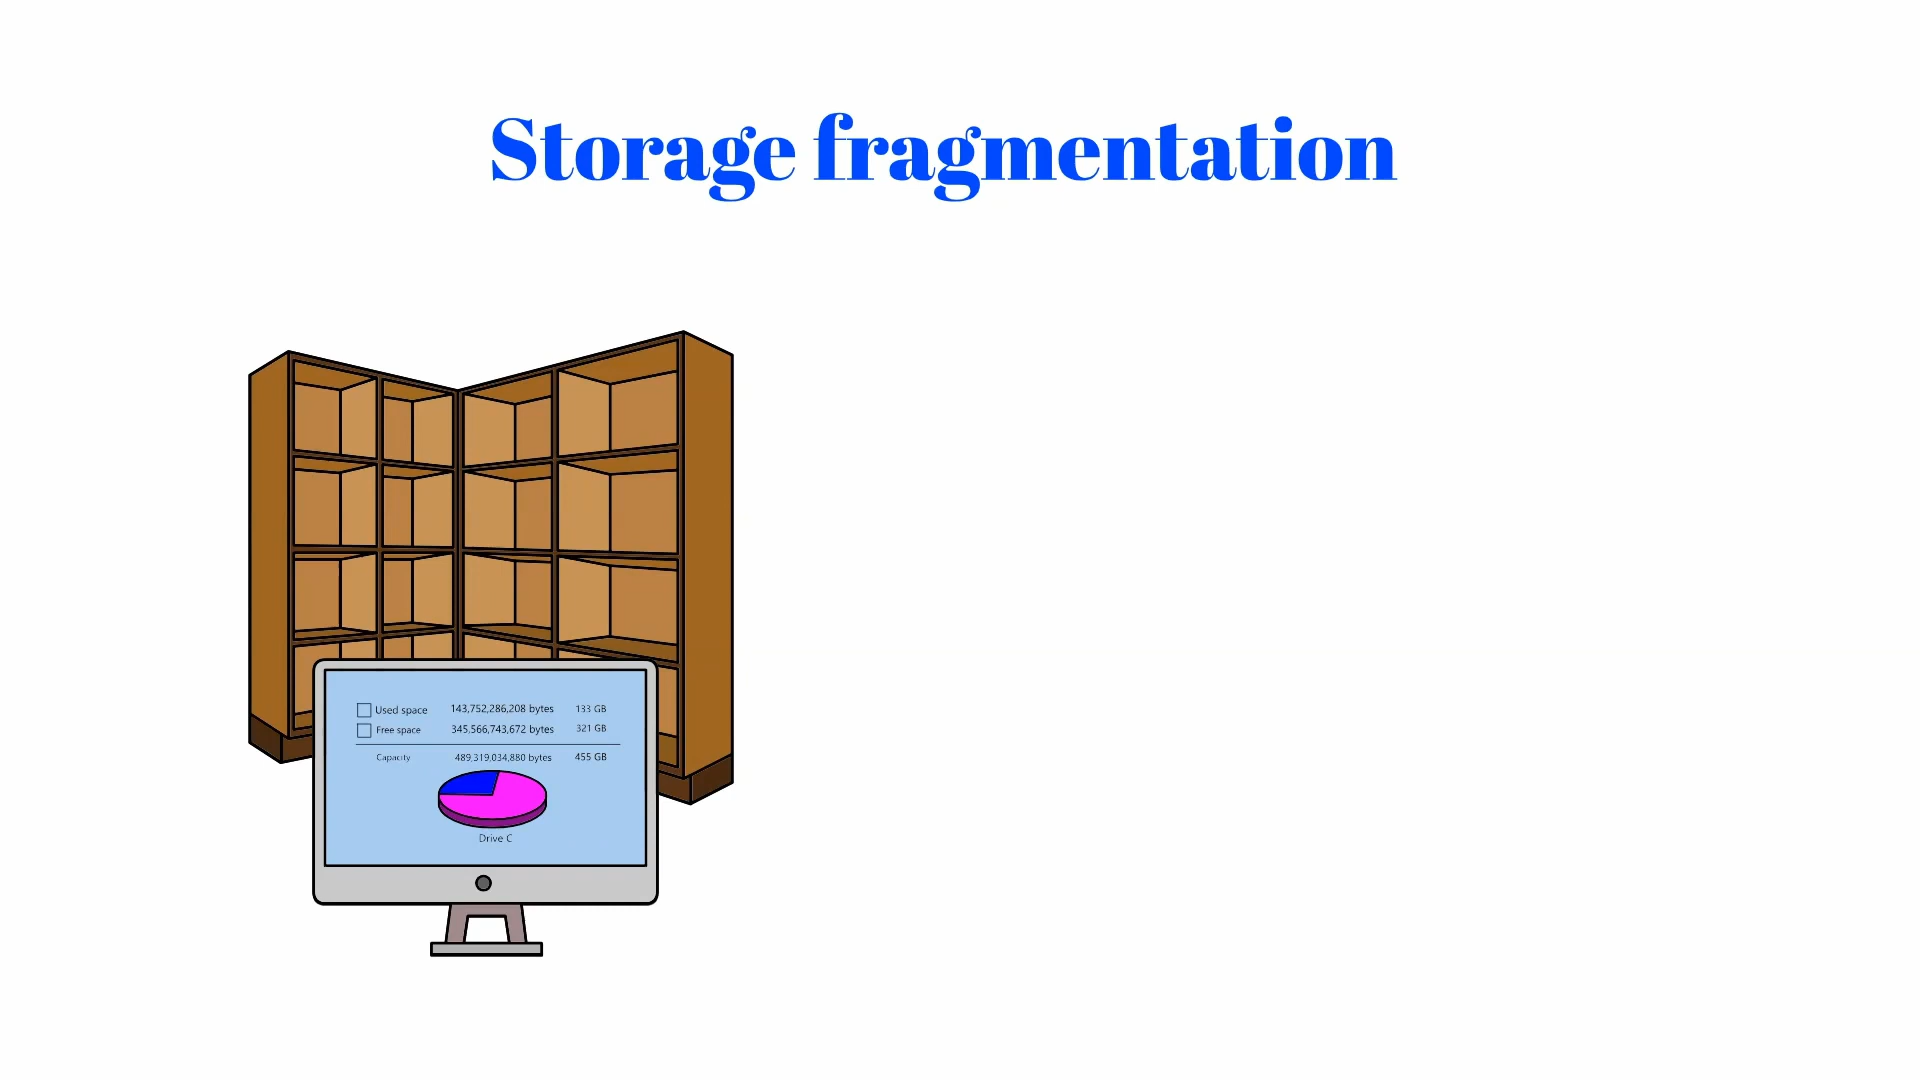 Storage fragmentation
Used space 143,752,286,208 bytes 133 GB
Free space 345,566,743,672 bytes 321 GB
Capacity 489,319,034,880 bytes 455 GB
Drive C